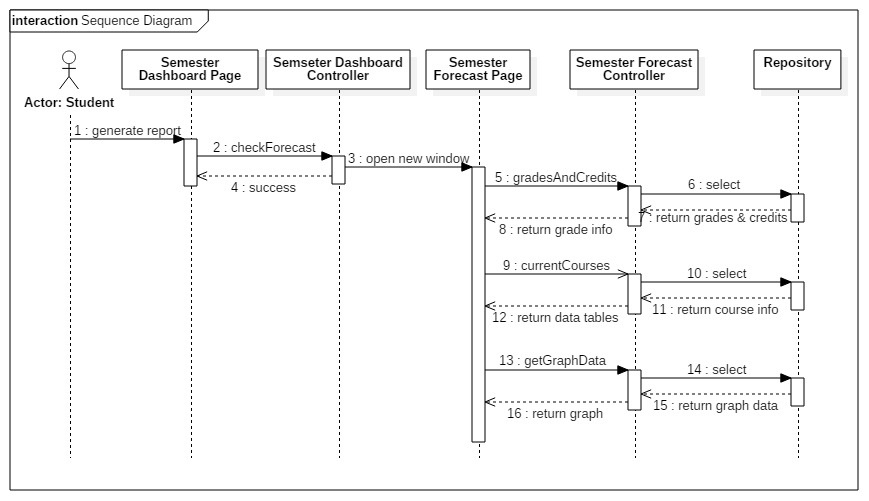 interaction Sequence Diagram
Semester
Dashboard Page
Semseter Dashboard
Controller
Semester
Forecast Page
Semester Forecast
Controller
Repository
Actor: Student
1 : generate report
2 : checkForecast
3 : open new window
4 : success
5 : gradesAndCredits
6 : select
7 : return grades & credits
8 : return grade info
9 : currentCourses
10 : select
11 : return course info
12 : return data tables
13 : getGraphData
14 : select
15 : return graph data
16 : return graph